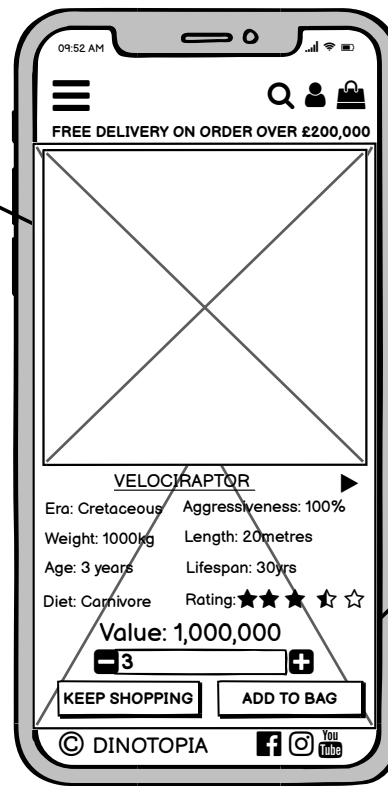 09:52 AM
FREE DELIVERY ON ORDER OVER £200,000
VELOCIRAPTOR
Era: Cretaceous Aggressiveness: 100%
Weight: 1000kg Length: 20metres
Age: 3 years Lifespan: 30yrs
Diet: Carnivore Rating:
Value: 1,000,000
3
KEEP SHOPPING ADD TO BAG
© DINOTOPIA
You
Tube